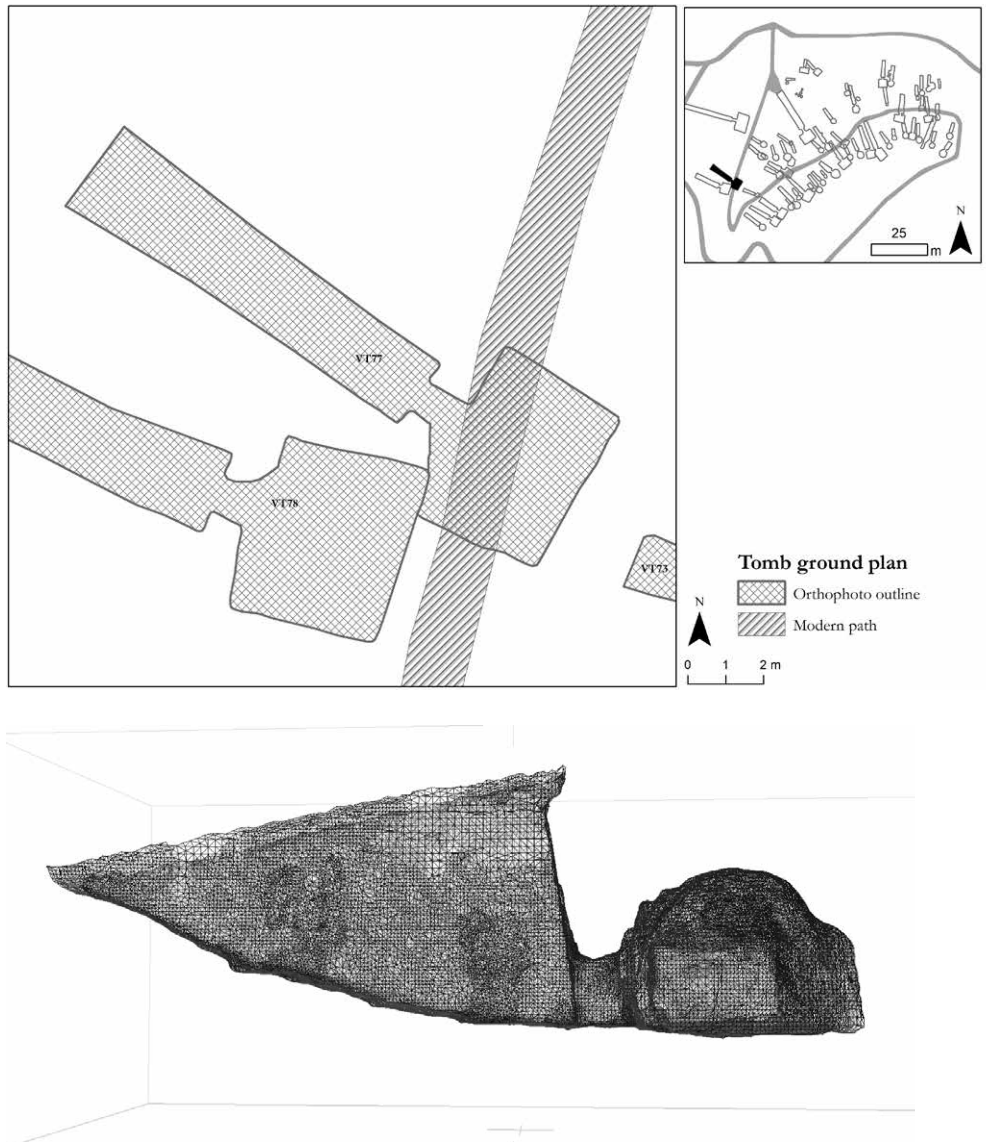 VT77
VT78
VT73
N
25
m
Tomb ground plan
Orthophoto outline
Modern path
N
0 1 2 m